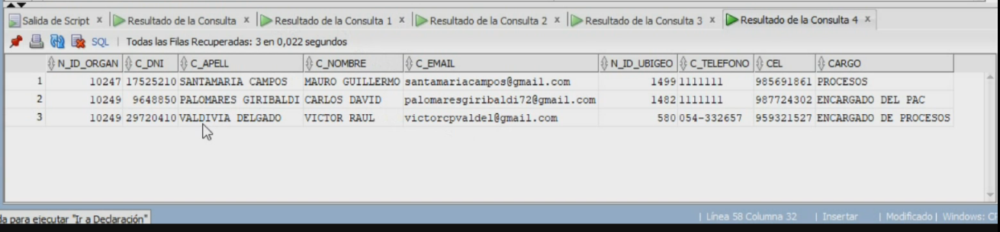 Salida de Script x Resultado de la Consulta x Resultado de la Consulta 1 x Resultado de la Consulta 2 x Resultado de la Consulta 3 x Resultado de la Consulta 4 x
SQL | Todas las Filas Recuperadas: 3 en 0,022 segundos
N_ID_ORGAN C_DNI C_APELL C_NOMBRE C_EMAIL N_ID_UBIGEO C_TELEFONO CEL CARGO
1 10247 17525210 SANTAMARIA CAMPOS MAURO GUILLERMO santamariacampos@gmail.com 1499 1111111 985691861 PROCESOS
2 10249 9648850 PALOMARES GIRIBALDI CARLOS DAVID palomaresgiribaldi72@gmail.com 1482 1111111 987724302 ENCARGADO DEL PAC
3 10249 29720410 VALDIVIA DELGADO VICTOR RAUL victorcpvaldel@gmail.com 580 054-332657 959321527 ENCARGADO DE PROCESOS
para ejecutar "Ir a Declaración" | Línea 58 Columna 32 | Insertar | Modificado | Windows: